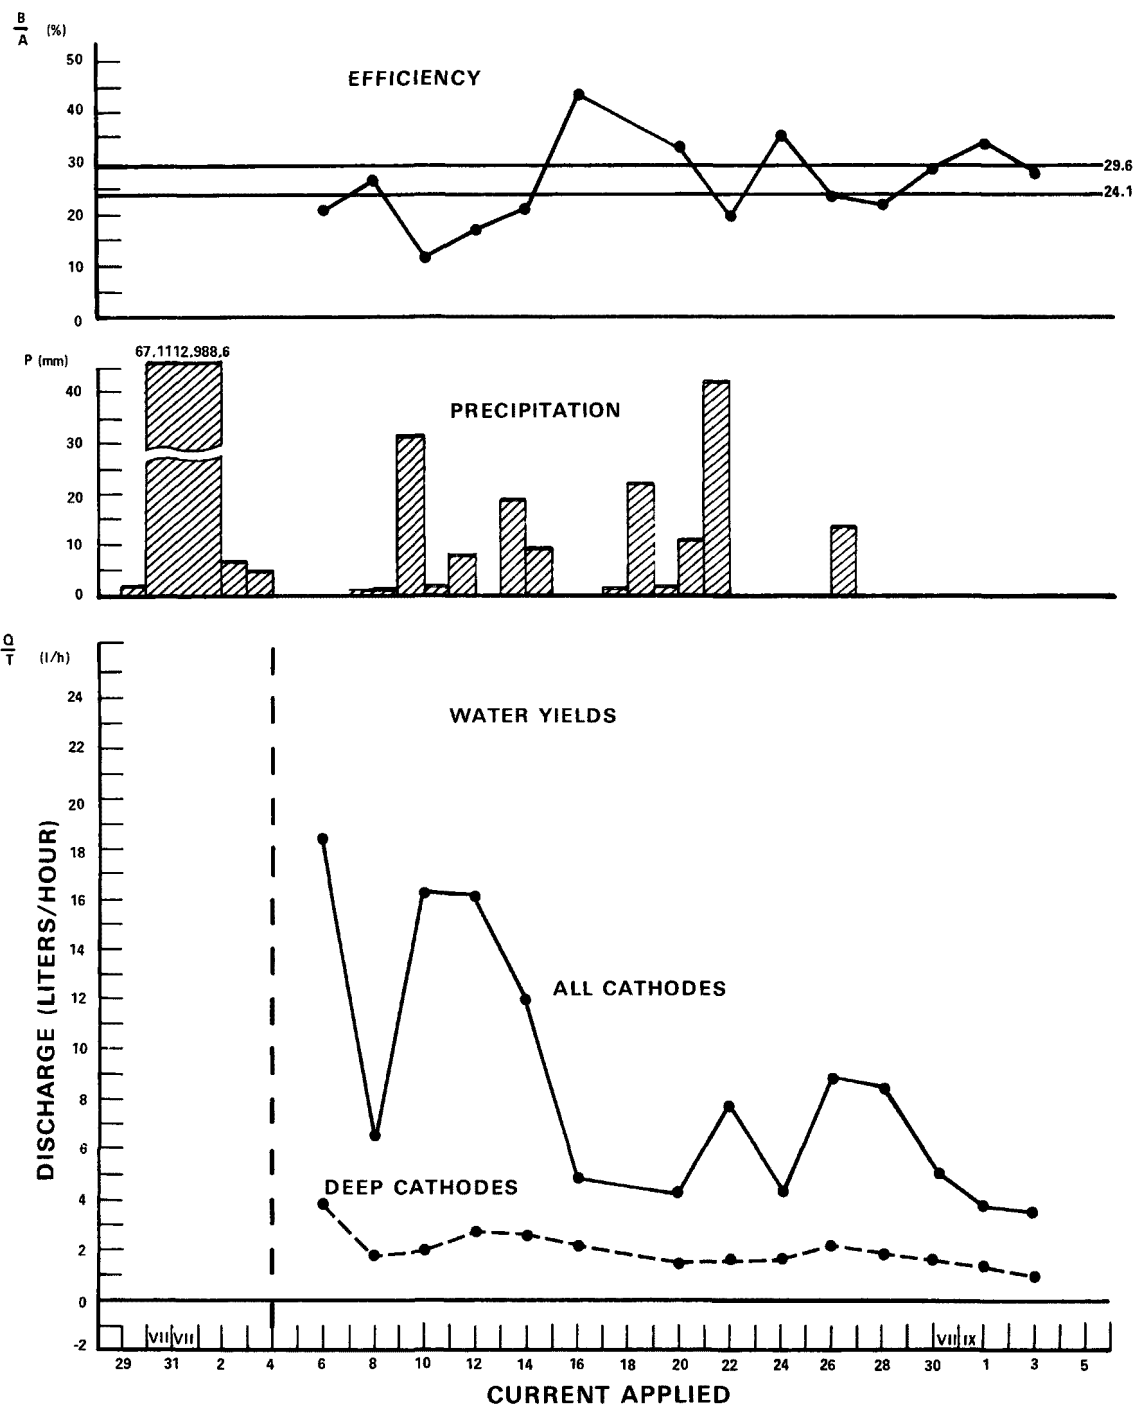 B
A (%)
50
EFFICIENCY
40
30
29.6
24.1
20
10
0
67.1112.988.6
P (mm)
40
PRECIPITATION
30
20
10
0
Q
T (l/h)
24
WATER YIELDS
22
20
18
16
14
ALL CATHODES
12
10
8
6
DEEP CATHODES
4
2
0
-2
DISCHARGE (LITERS/HOUR)
VII VII VII IX
29 31 2 4 6 8 10 12 14 16 18 20 22 24 26 28 30 1 3 5
CURRENT APPLIED